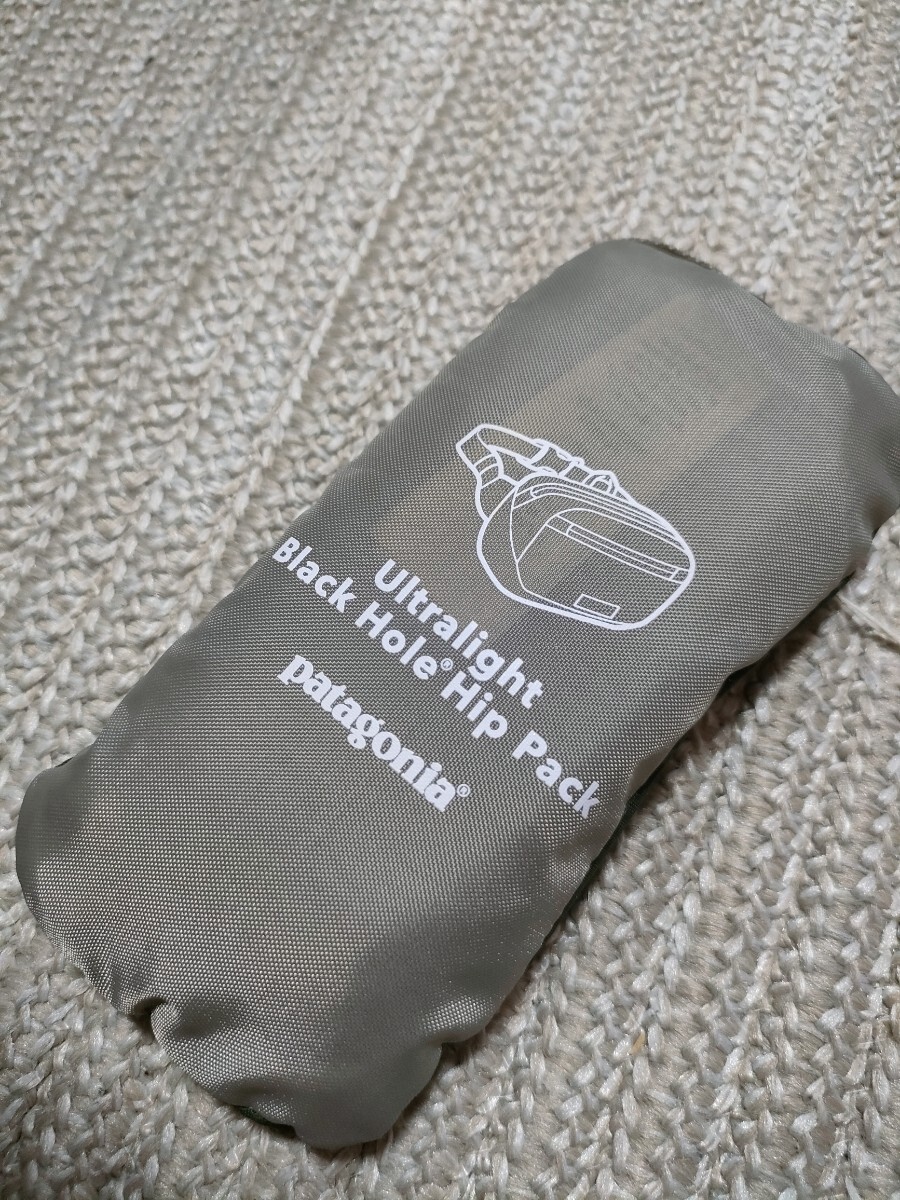 Ultralight
Black Hole® Hip Pack
patagonia®